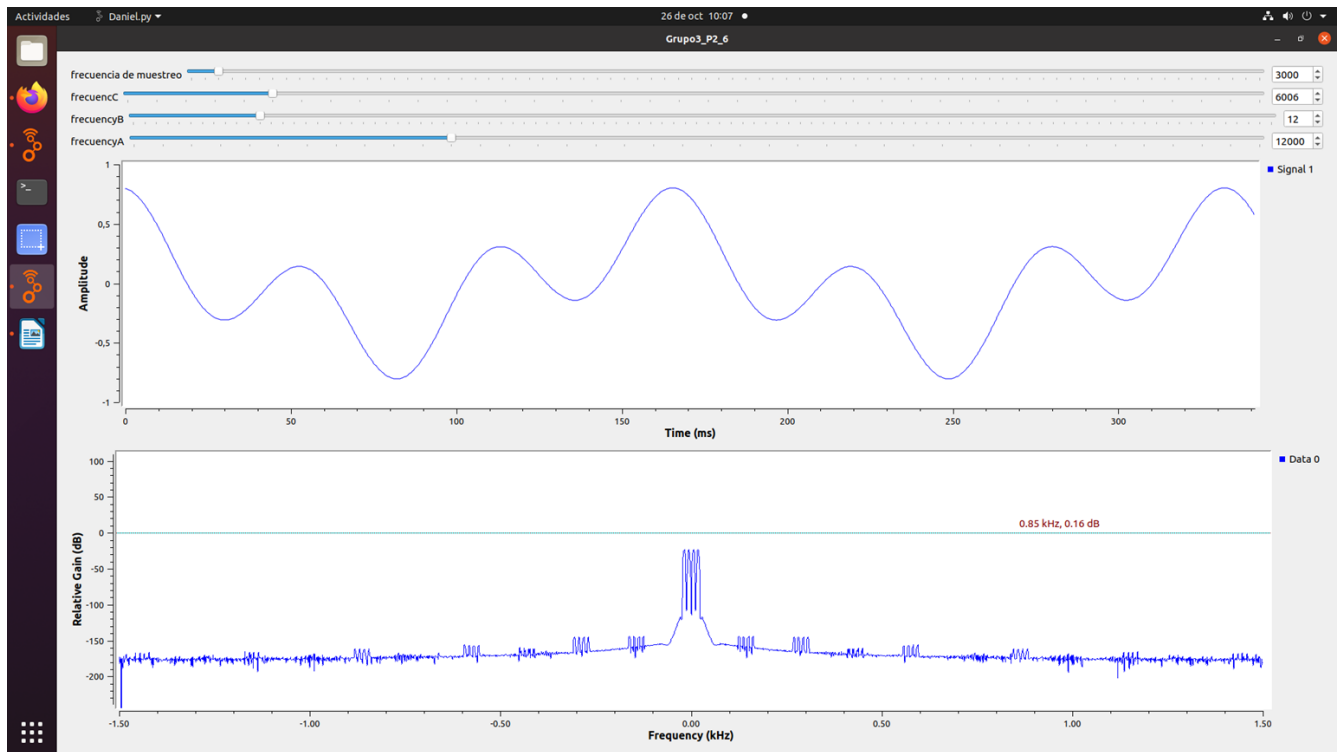 Actividades Daniel.py 26 de oct 10:07
Grupo3_P2_6
frecuencia de muestreo 3000
frecuencC 6006
frecuencyB 12
frecuencyA 12000
Signal 1
1
0,5
0
-0,5
-1
Amplitude
0 50 100 150 200 250 300
Time (ms)
Data 0
100
50
0
-50
-100
-150
-200
Relative Gain (dB)
0.85 kHz, 0.16 dB
-1.50 -1.00 -0.50 0.00 0.50 1.00 1.50
Frequency (kHz)